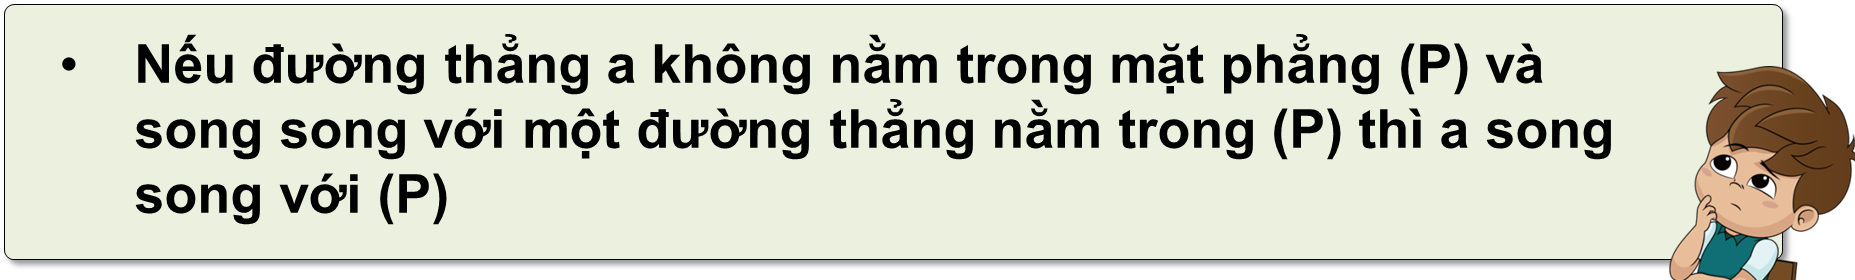 • Nếu đường thẳng a không nằm trong mặt phẳng (P) và
song song với một đường thẳng nằm trong (P) thì a song
song với (P)